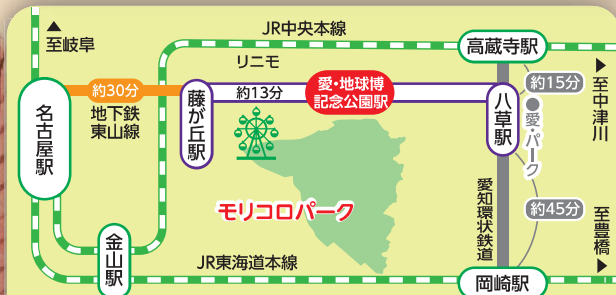 ▲
至岐阜
JR中央本線
高蔵寺駅
リニモ
約30分
地下鉄
東山線
名古屋駅
藤が丘駅
約13分
愛・地球博
記念公園駅
八草駅
約15分
●愛・パーク
▲
至中津川
モリコロパーク
愛知環状鉄道
約45分
至豊橋
▼
金山駅
JR東海道本線
岡崎駅